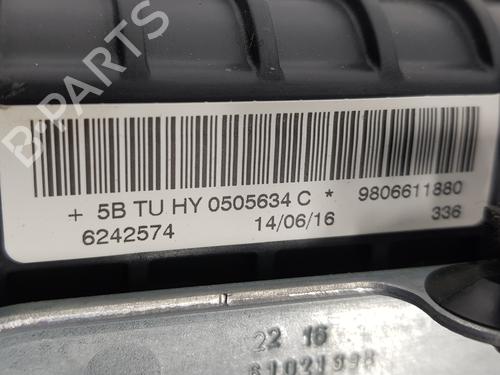 B-PARTS
+ 5B TU HY 0505634 C * 9806611880
6242574 14/06/16 336
22 16